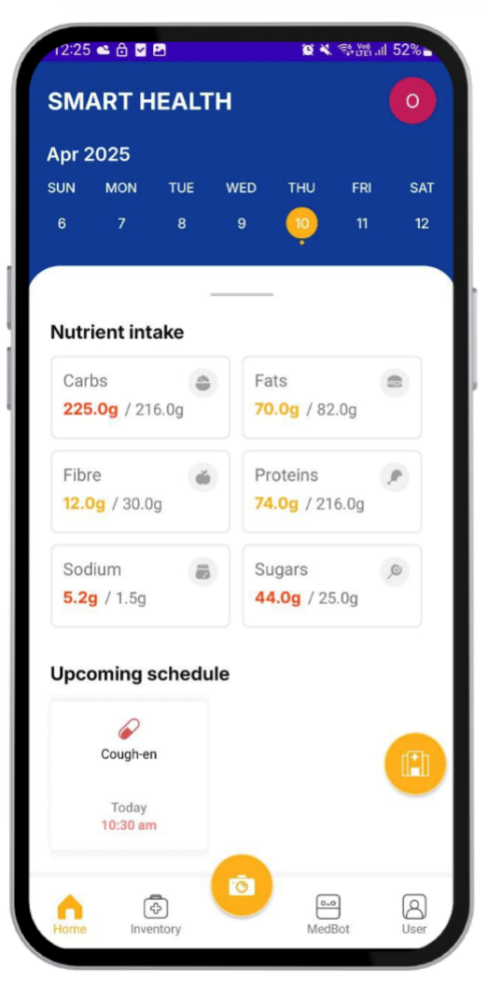 12:25 52%
SMART HEALTH O
Apr 2025
SUN MON TUE WED THU FRI SAT
6 7 8 9 10 11 12
Nutrient intake
Carbs Fats
225.0g / 216.0g 70.0g / 82.0g
Fibre Proteins
12.0g / 30.0g 74.0g / 216.0g
Sodium Sugars
5.2g / 1.5g 44.0g / 25.0g
Upcoming schedule
Cough-en
Today
10:30 am
Home Inventory MedBot User